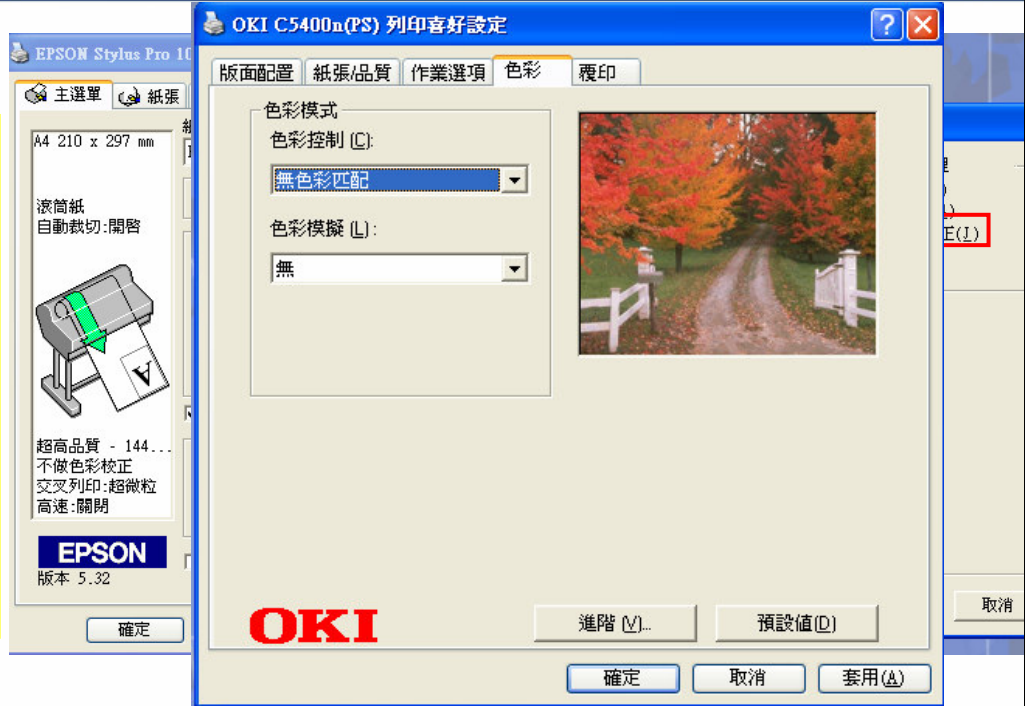 OKI C5400n(PS) 列印喜好設定
版面配置 紙張/品質 作業選項 色彩 覆印
色彩模式
色彩控制 (C):
無色彩匹配
色彩模擬 (L):
無
OKI
進階 (V)...
預設值(D)
確定
取消
套用(A)
EPSON Stylus Pro 10
主選單
紙張
A4 210 x 297 mm
滾筒紙
自動裁切:開啓
A
超高品質 - 144...
不做色彩校正
交叉列印:超微粒
高速:關閉
EPSON
版本 5.32
確定
正(I)
取消